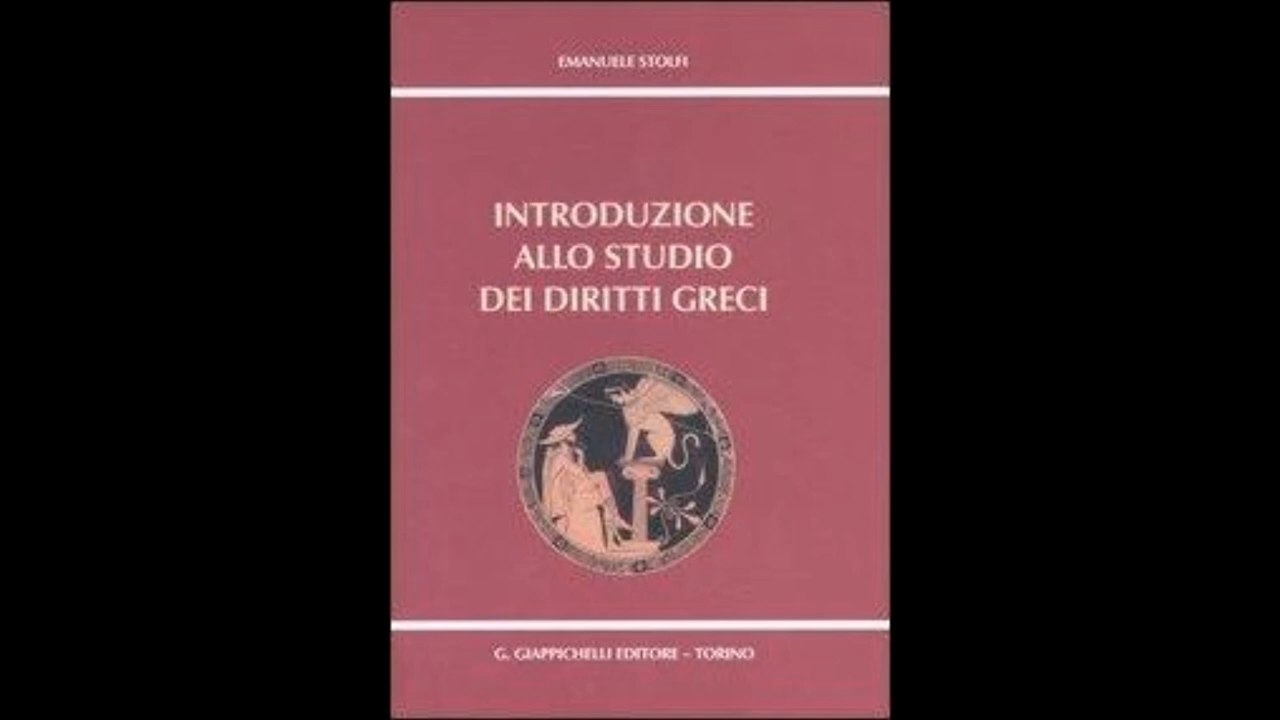 EMANUELE STOLFI
INTRODUZIONE
ALLO STUDIO
DEI DIRITTI GRECI
G. GIAPPICHELLI EDITORE – TORINO